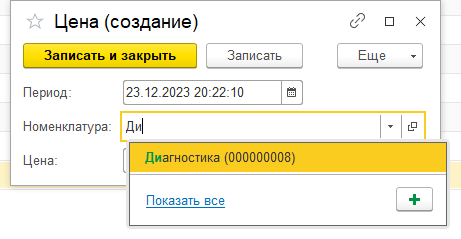 Цена (создание)
Записать и закрыть Записать Еще
Период: 23.12.2023 20:22:10
Номенклатура: Ди
Цена:
Диагностика (000000008)
Показать все